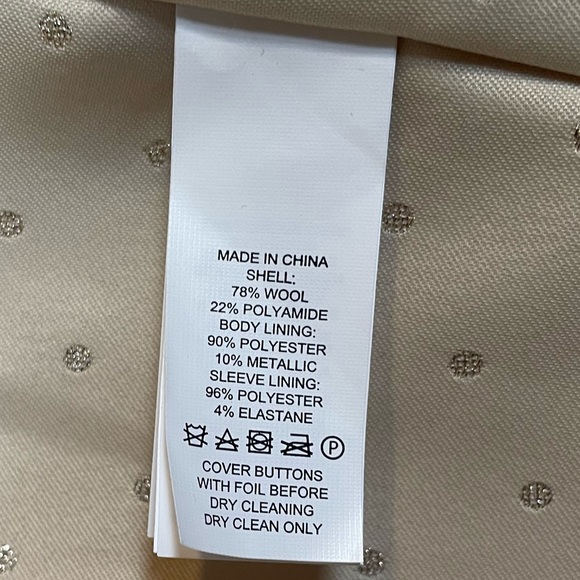 MADE IN CHINA
SHELL:
78% WOOL
22% POLYAMIDE
BODY LINING:
90% POLYESTER
10% METALLIC
SLEEVE LINING:
96% POLYESTER
4% ELASTANE
P
COVER BUTTONS
WITH FOIL BEFORE
DRY CLEANING
DRY CLEAN ONLY